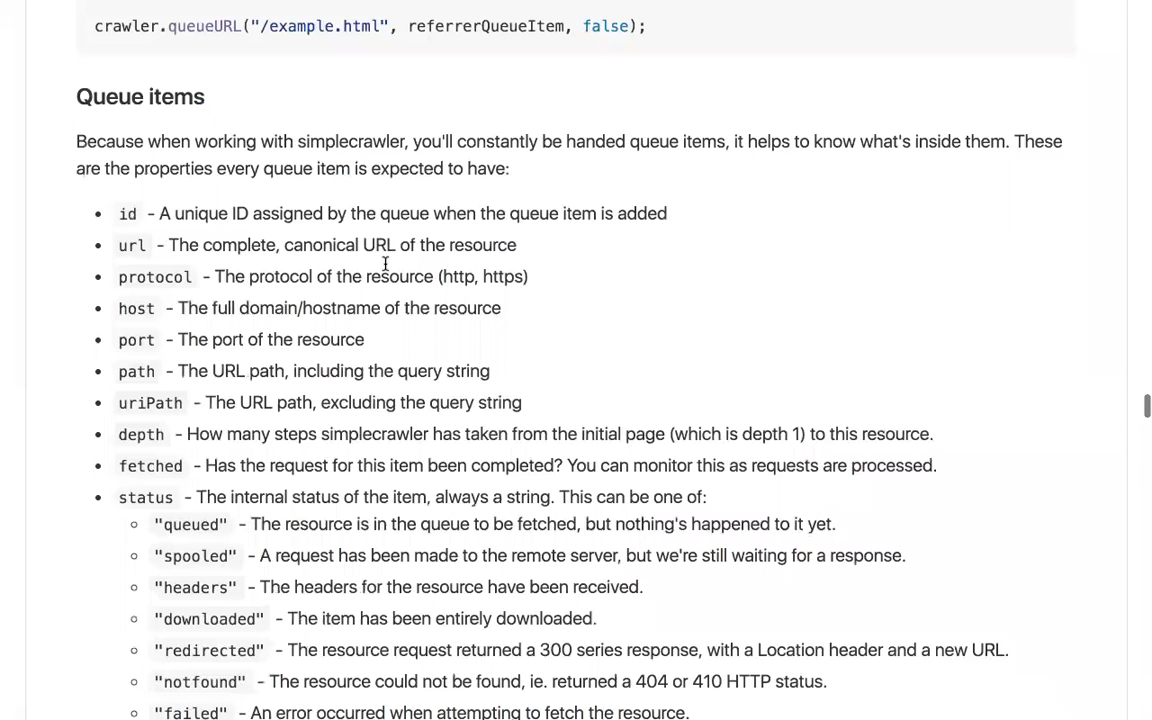 crawler.queueURL("/example.html", referrerQueueItem, false);
Queue items
Because when working with simplecrawler, you'll constantly be handed queue items, it helps to know what's inside them. These
are the properties every queue item is expected to have:
• id - A unique ID assigned by the queue when the queue item is added
• url - The complete, canonical URL of the resource
• protocol - The protocol of the resource (http, https)
• host - The full domain/hostname of the resource
• port - The port of the resource
• path - The URL path, including the query string
• uriPath - The URL path, excluding the query string
• depth - How many steps simplecrawler has taken from the initial page (which is depth 1) to this resource.
• fetched - Has the request for this item been completed? You can monitor this as requests are processed.
• status - The internal status of the item, always a string. This can be one of:
◦ "queued" - The resource is in the queue to be fetched, but nothing's happened to it yet.
◦ "spooled" - A request has been made to the remote server, but we're still waiting for a response.
◦ "headers" - The headers for the resource have been received.
◦ "downloaded" - The item has been entirely downloaded.
◦ "redirected" - The resource request returned a 300 series response, with a Location header and a new URL.
◦ "notfound" - The resource could not be found, ie. returned a 404 or 410 HTTP status.
◦ "failed" - An error occurred when attempting to fetch the resource.